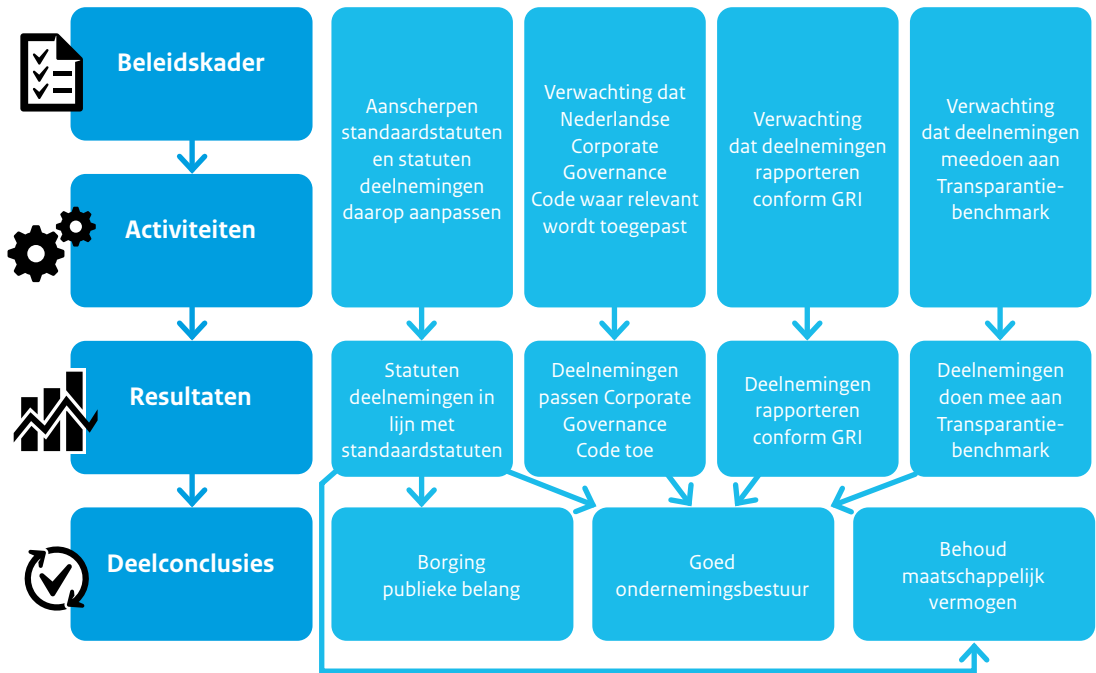 Beleidskader
Activiteiten
Resultaten
Deelconclusies
Aanscherpen
standaardstatuten
en statuten
deelnemingen
daarop aanpassen
Verwachting dat
Nederlandse
Corporate
Governance
Code waar relevant
wordt toegepast
Verwachting
dat deelnemingen
rapporteren
conform GRI
Verwachting
dat deelnemingen
meedoen aan
Transparantie-
benchmark
Statuten
deelnemingen in
lijn met
standaardstatuten
Deelnemingen
passen Corporate
Governance
Code toe
Deelnemingen
rapporteren
conform GRI
Deelnemingen
doen mee aan
Transparantie-
benchmark
Borging
publieke belang
Goed
ondernemingsbestuur
Behoud
maatschappelijk
vermogen